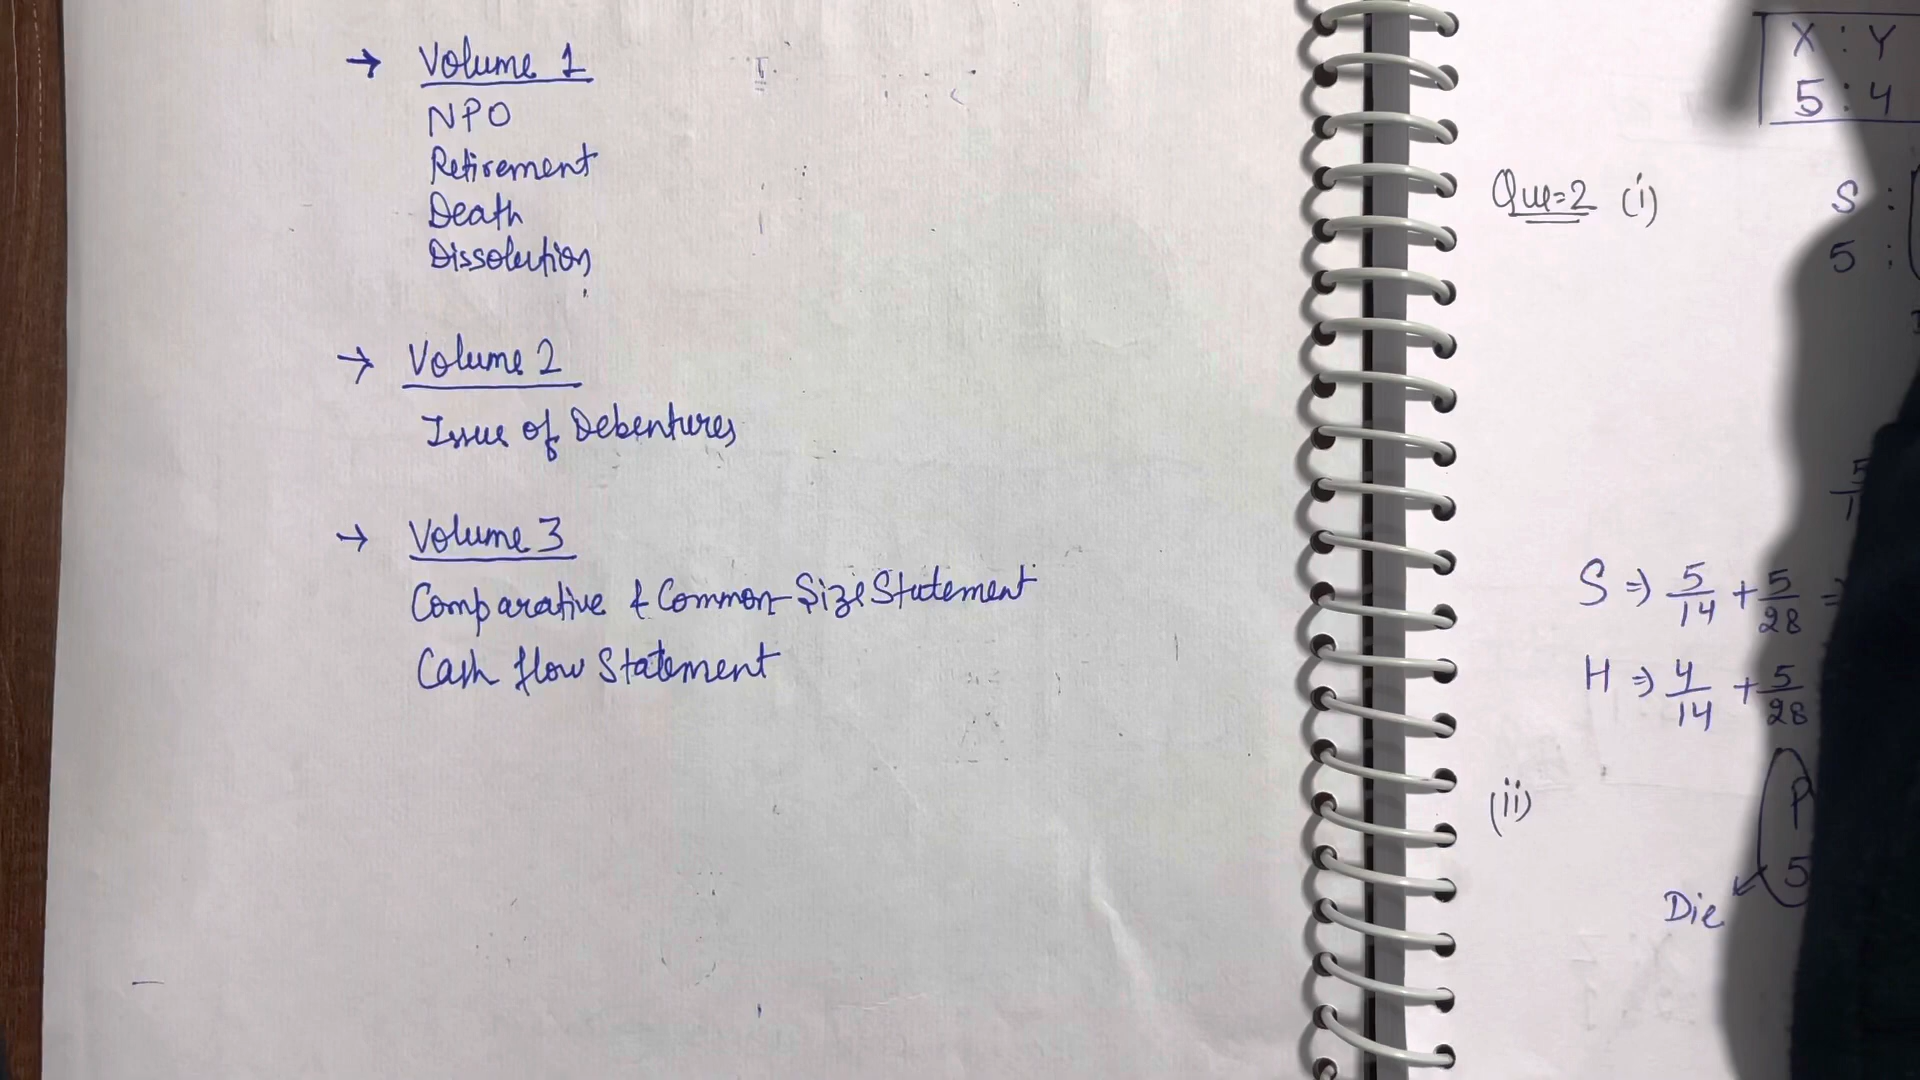 → Volume 1
NPO
Retirement
Death
Dissolution
→ Volume 2
Issue of Debentures
→ Volume 3
Comparative & Common-Size Statement
Cash flow Statement
X : Y
5 : 4
Que=2 (i)
S :
5 :
S ⇒ 5/14 + 5/28 =
H ⇒ 4/14 + 5/28
(ii)
P
5
Die